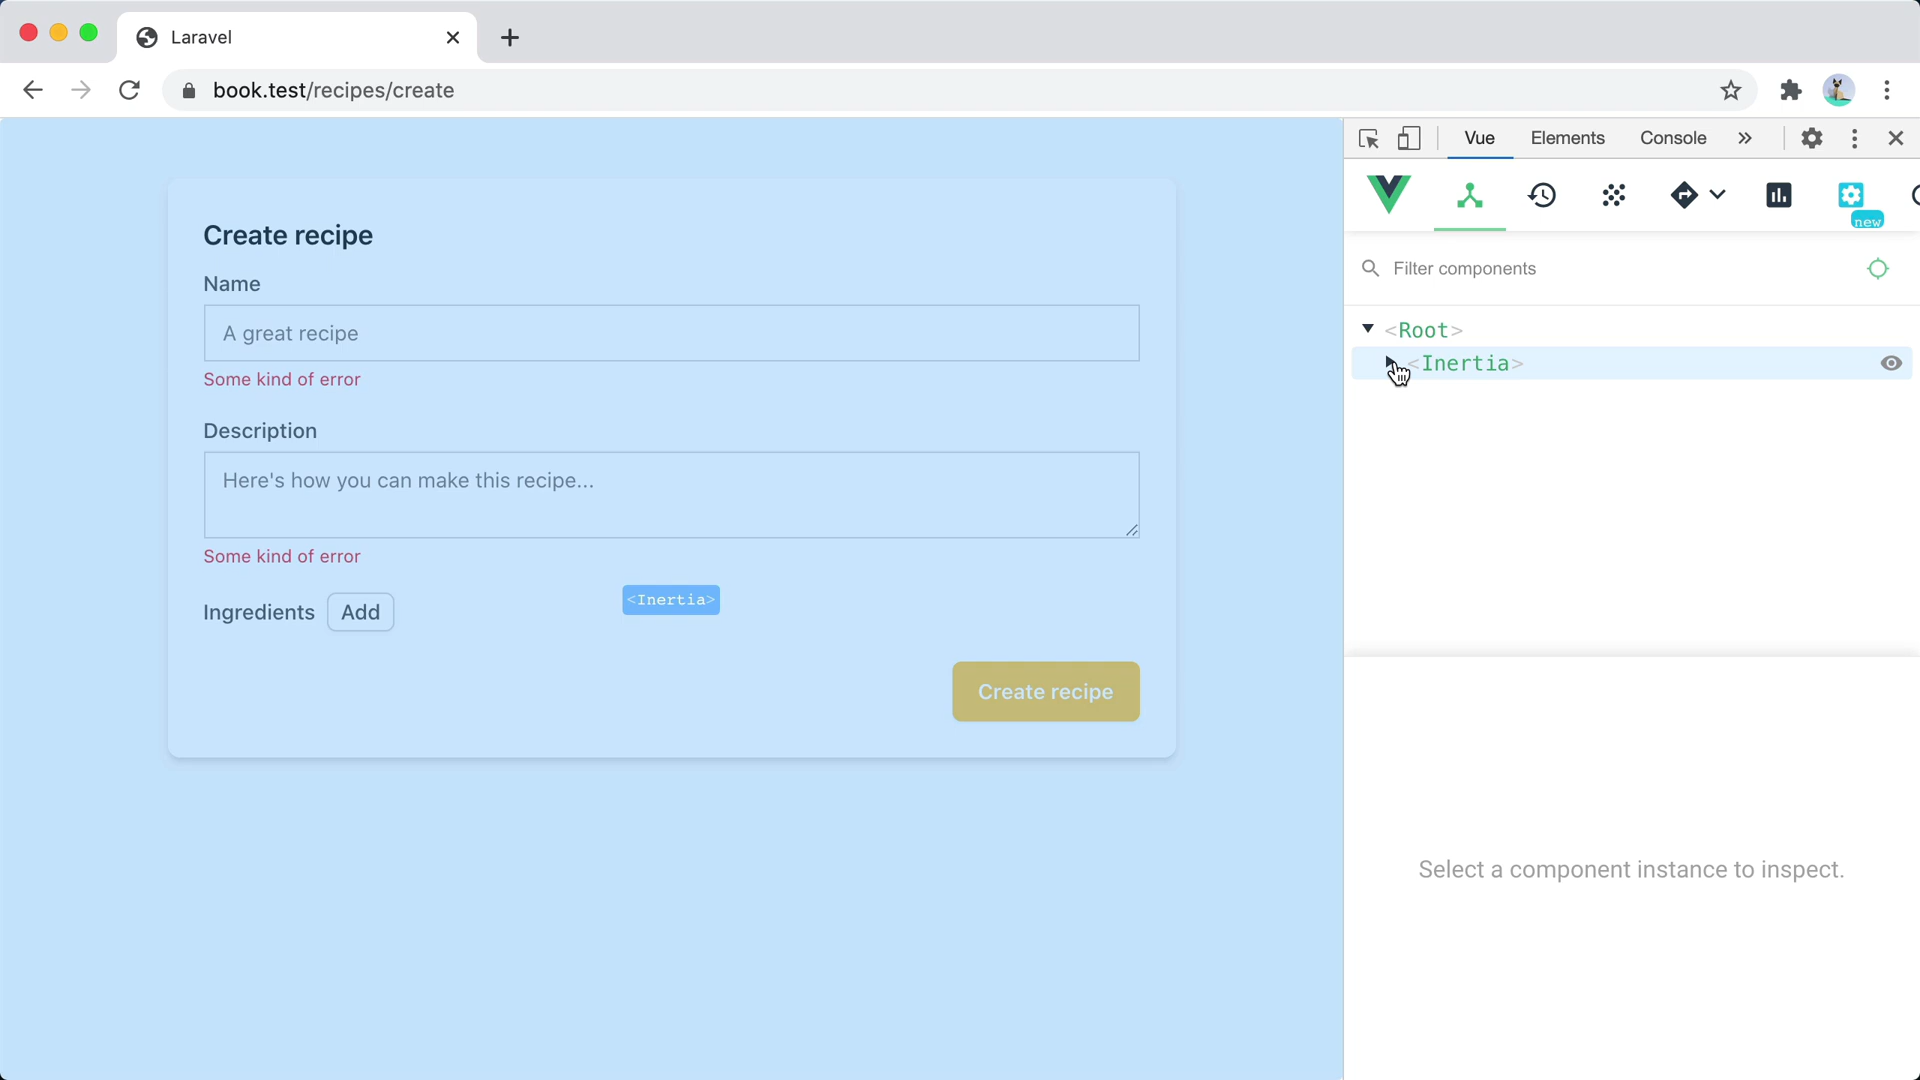 Laravel
book.test/recipes/create
Vue Elements Console
new
Filter components
<Root>
<Inertia>
Create recipe
Name
A great recipe
Some kind of error
Description
Here's how you can make this recipe...
Some kind of error
<Inertia>
Ingredients Add
Create recipe
Select a component instance to inspect.